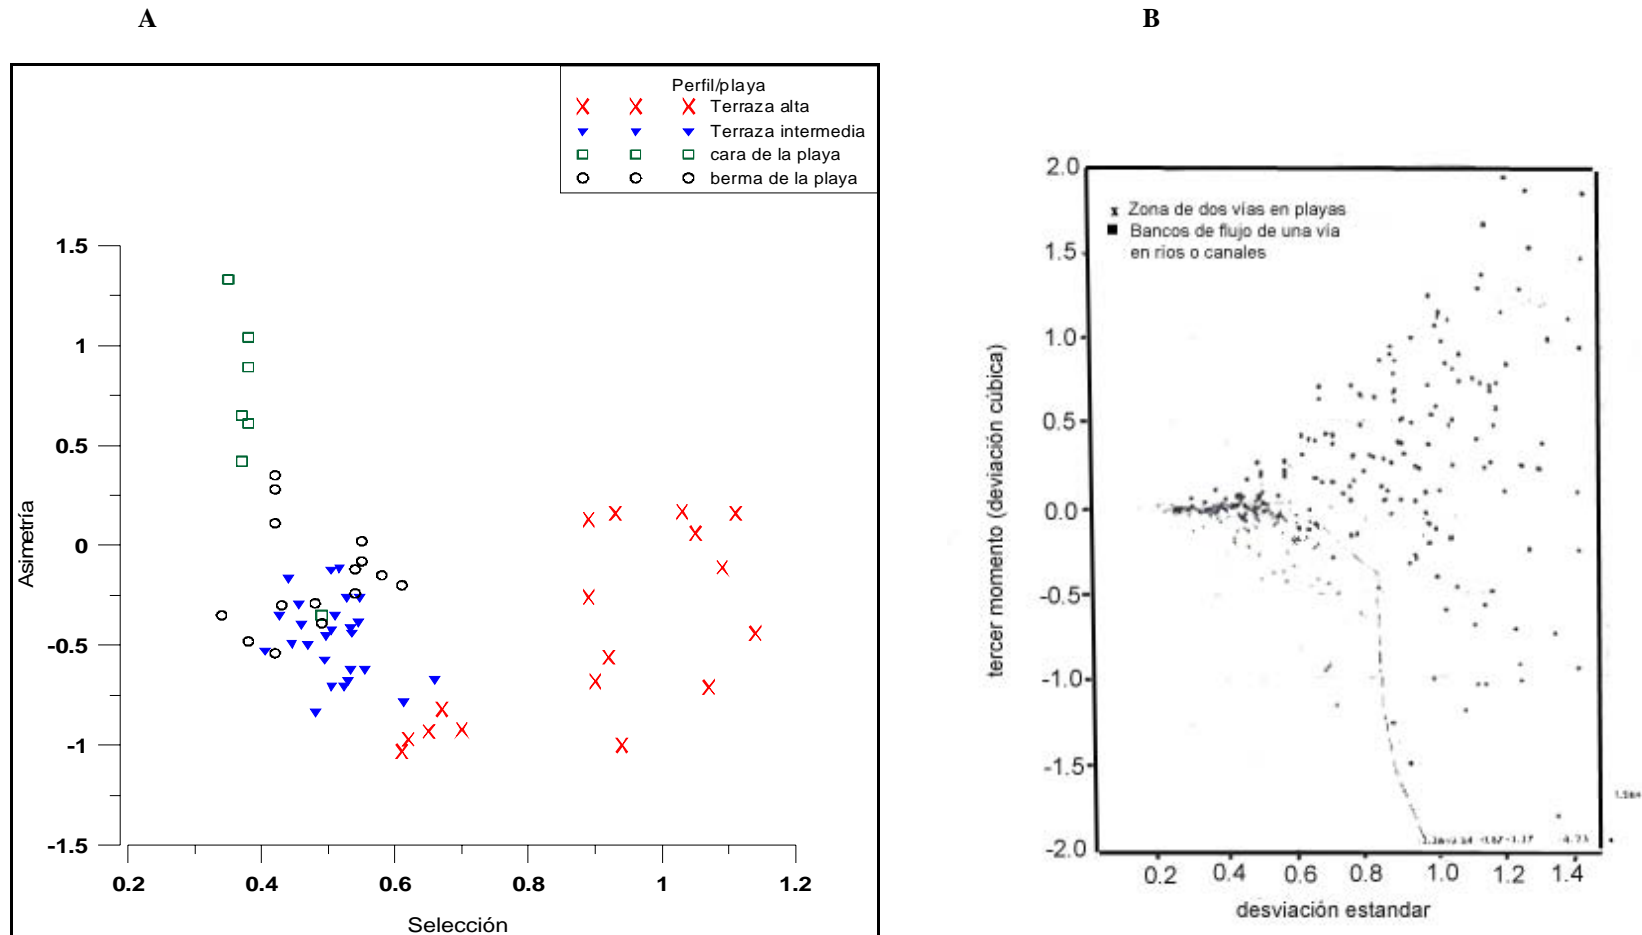 A
B
Perfil/playa
Terraza alta
Terraza intermedia
cara de la playa
berma de la playa
1.5
1
0.5
0
-0.5
-1
-1.5
Asimetría
0.2 0.4 0.6 0.8 1 1.2
Selección
Zona de dos vías en playas
Bancos de flujo de una vía
en ríos o canales
2.0
1.5
1.0
0.5
0.0
-0.5
-1.0
-1.5
-2.0
tercer momento (deviación cúbica)
0.2 0.4 0.6 0.8 1.0 1.2 1.4
desviación estandar